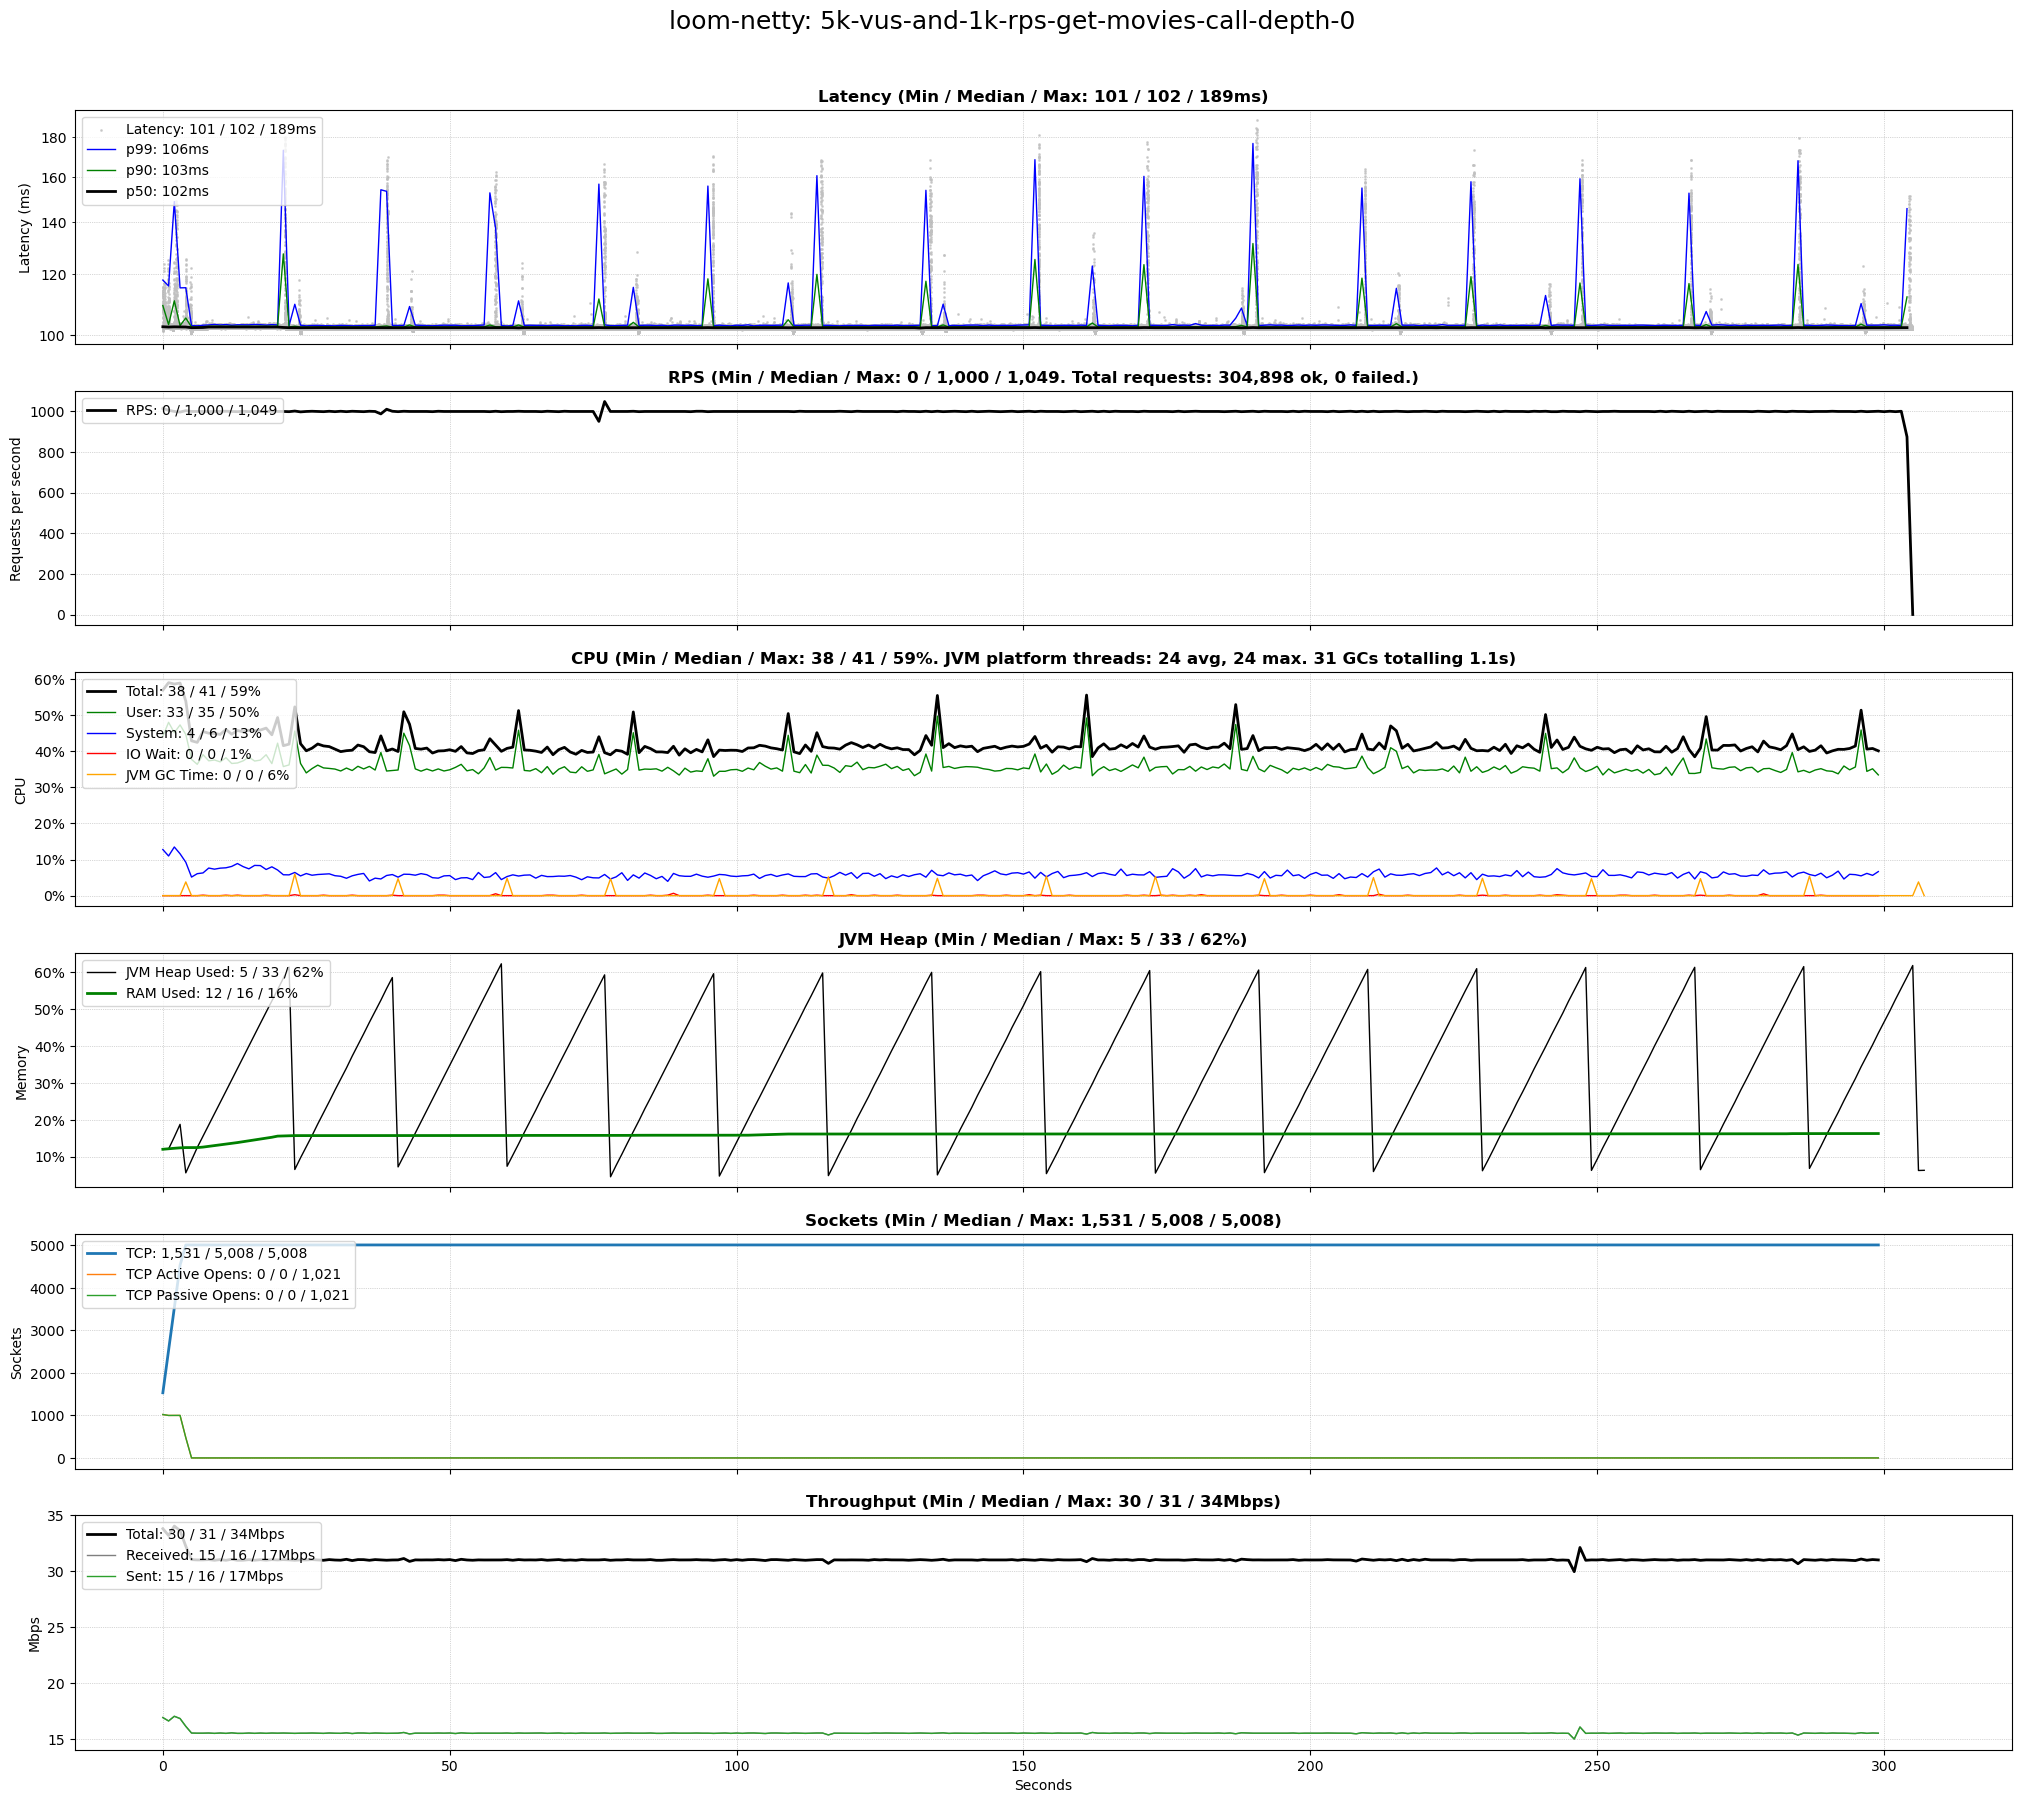 loom-netty: 5k-vus-and-1k-rps-get-movies-call-depth-0
Latency (Min / Median / Max: 101 / 102 / 189ms)
Latency: 101 / 102 / 189ms
p99: 106ms
p90: 103ms
p50: 102ms
Latency (ms)
180
160
140
120
100
RPS (Min / Median / Max: 0 / 1,000 / 1,049. Total requests: 304,898 ok, 0 failed.)
RPS: 0 / 1,000 / 1,049
Requests per second
1000
800
600
400
200
0
CPU (Min / Median / Max: 38 / 41 / 59%. JVM platform threads: 24 avg, 24 max. 31 GCs totalling 1.1s)
Total: 38 / 41 / 59%
User: 33 / 35 / 50%
System: 4 / 6 / 13%
IO Wait: 0 / 0 / 1%
JVM GC Time: 0 / 0 / 6%
CPU
60%
50%
40%
30%
20%
10%
0%
JVM Heap (Min / Median / Max: 5 / 33 / 62%)
JVM Heap Used: 5 / 33 / 62%
RAM Used: 12 / 16 / 16%
Memory
60%
50%
40%
30%
20%
10%
Sockets (Min / Median / Max: 1,531 / 5,008 / 5,008)
TCP: 1,531 / 5,008 / 5,008
TCP Active Opens: 0 / 0 / 1,021
TCP Passive Opens: 0 / 0 / 1,021
Sockets
5000
4000
3000
2000
1000
0
Throughput (Min / Median / Max: 30 / 31 / 34Mbps)
Total: 30 / 31 / 34Mbps
Received: 15 / 16 / 17Mbps
Sent: 15 / 16 / 17Mbps
Mbps
35
30
25
20
15
0 50 100 150 200 250 300
Seconds